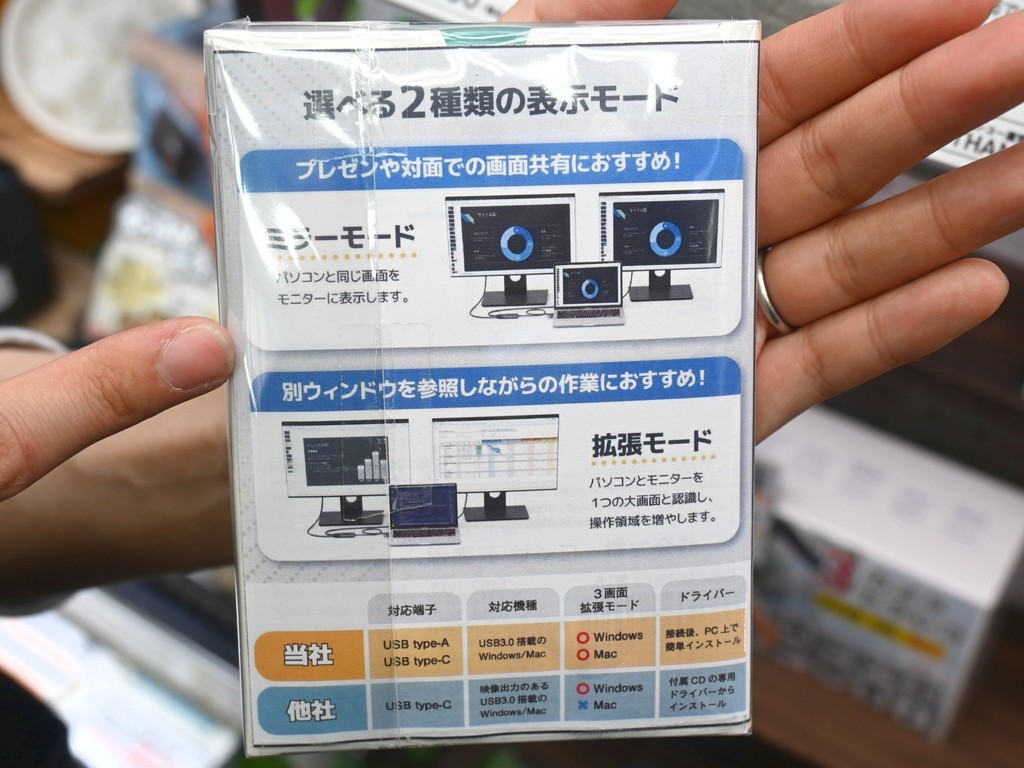 選べる2種類の表示モード
プレゼンや対面での画面共有におすすめ！
ミラーモード
パソコンと同じ画面を
モニターに表示します。
別ウィンドウを参照しながらの作業におすすめ！
拡張モード
パソコンとモニターを
1つの大画面と認識し、
操作領域を増やします。
対応端子 対応機種 3画面拡張モード ドライバー
当社
USB type-A
USB type-C
USB3.0搭載の
Windows/Mac
○ Windows
○ Mac
接続後、PC上で
簡単インストール
他社
USB type-C
映像出力のある
USB3.0搭載の
Windows/Mac
○ Windows
× Mac
付属CDの専用
ドライバーから
インストール